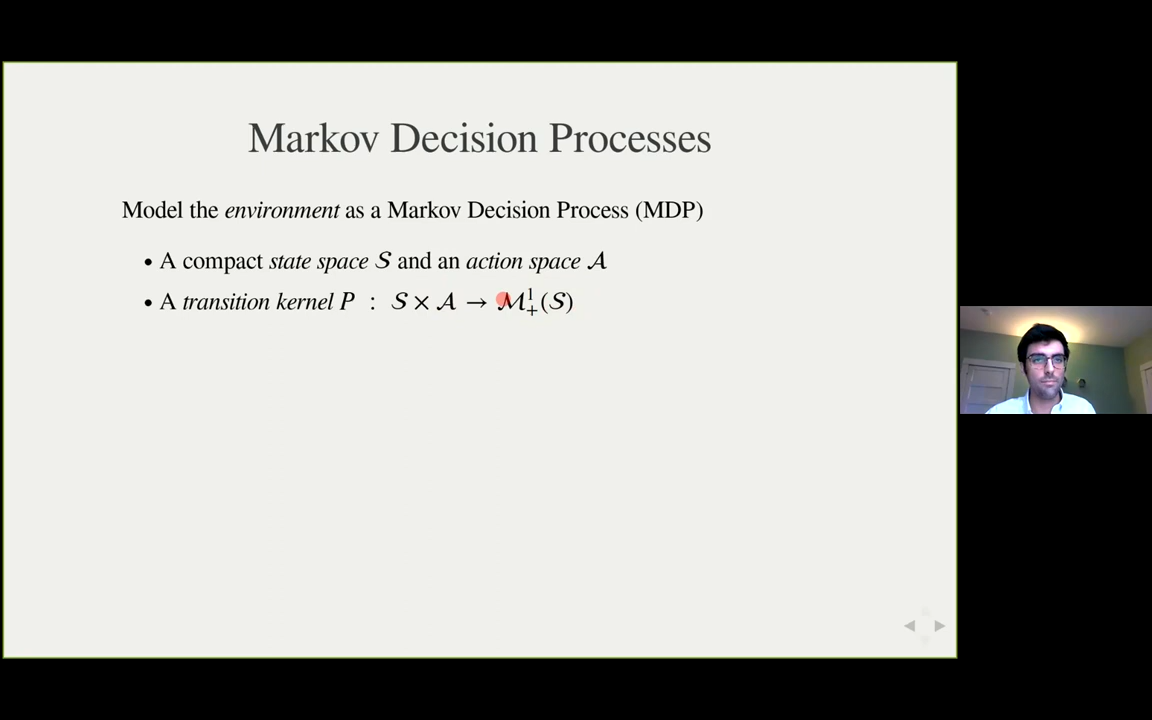 Markov Decision Processes
Model the environment as a Markov Decision Process (MDP)
• A compact state space 𝒮 and an action space 𝒜
• A transition kernel P : 𝒮 × 𝒜 → ℳ₊¹(𝒮)